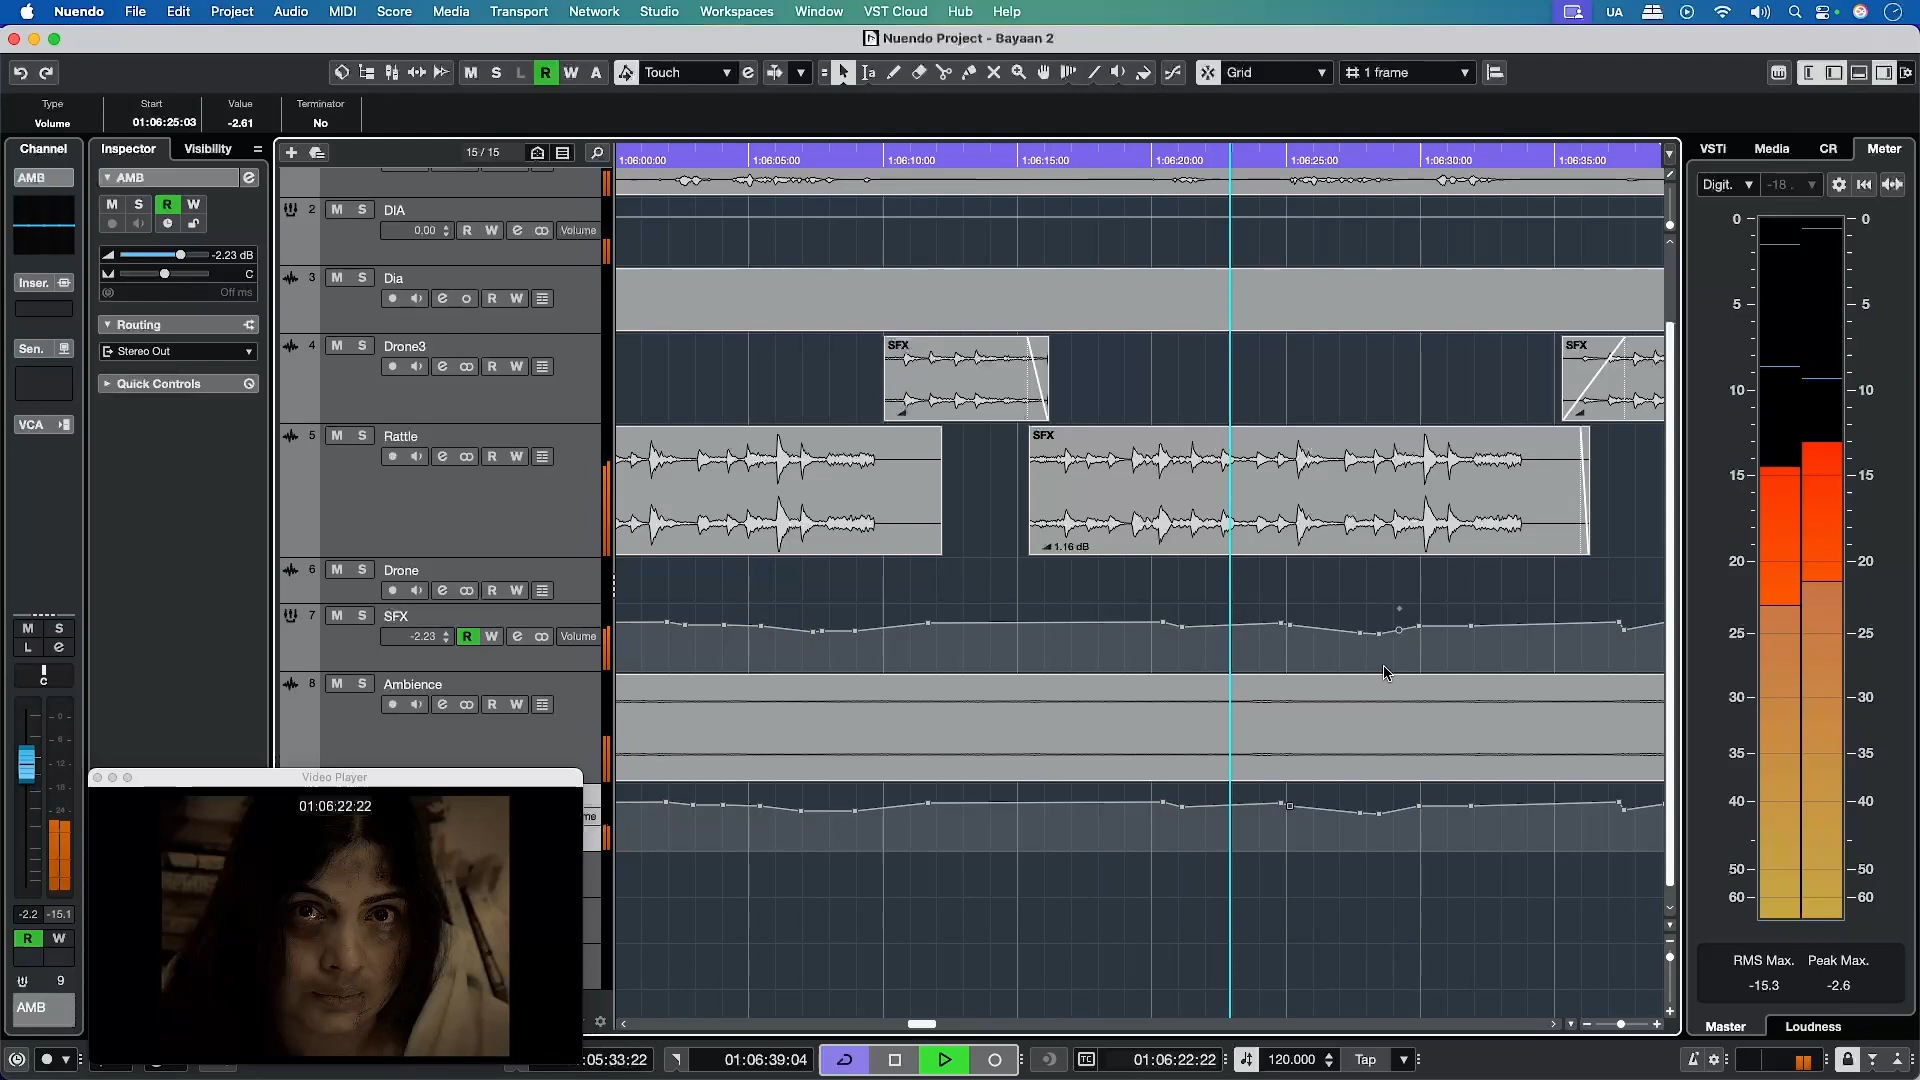 Nuendo File Edit Project Audio MIDI Score Media Transport Network Studio Workspaces Window VST Cloud Hub Help UA
Nuendo Project - Bayaan 2
M S L R W A Touch Grid 1 frame
Type Start Value Terminator
Volume 01:06:25:03 -2.61 No
Channel Inspector Visibility 15 / 15 1:06:00:00 1:06:05:00 1:06:10:00 1:06:15:00 1:06:20:00 1:06:25:00 1:06:30:00 1:06:35:00 VSTi Media CR Meter
AMB AMB e
Digit. -18.
M S R W
-2.23 dB
C
Off ms
Inser.
Routing
Sen.
Stereo Out
Quick Controls
VCA
2 M S DIA
0.00 R W e Volume
3 M S Dia
e R W
4 M S Drone3
e R W
SFX SFX
5 M S Rattle
e R W
SFX
1.16 dB
6 M S Drone
e R W
7 M S SFX
-2.23 R W e Volume
8 M S Ambience
e R W
me
M S
L e
C
0
6
12
18
24
-2.2 -15.1
R W
9
AMB
Video Player
01:06:22:22
0 0
5 5
10 10
15 15
20 20
25 25
30 30
35 35
40 40
50 50
60 60
RMS Max. Peak Max.
-15.3 -2.6
Master Loudness
:05:33:22 01:06:39:04 TC 01:06:22:22 120.000 Tap